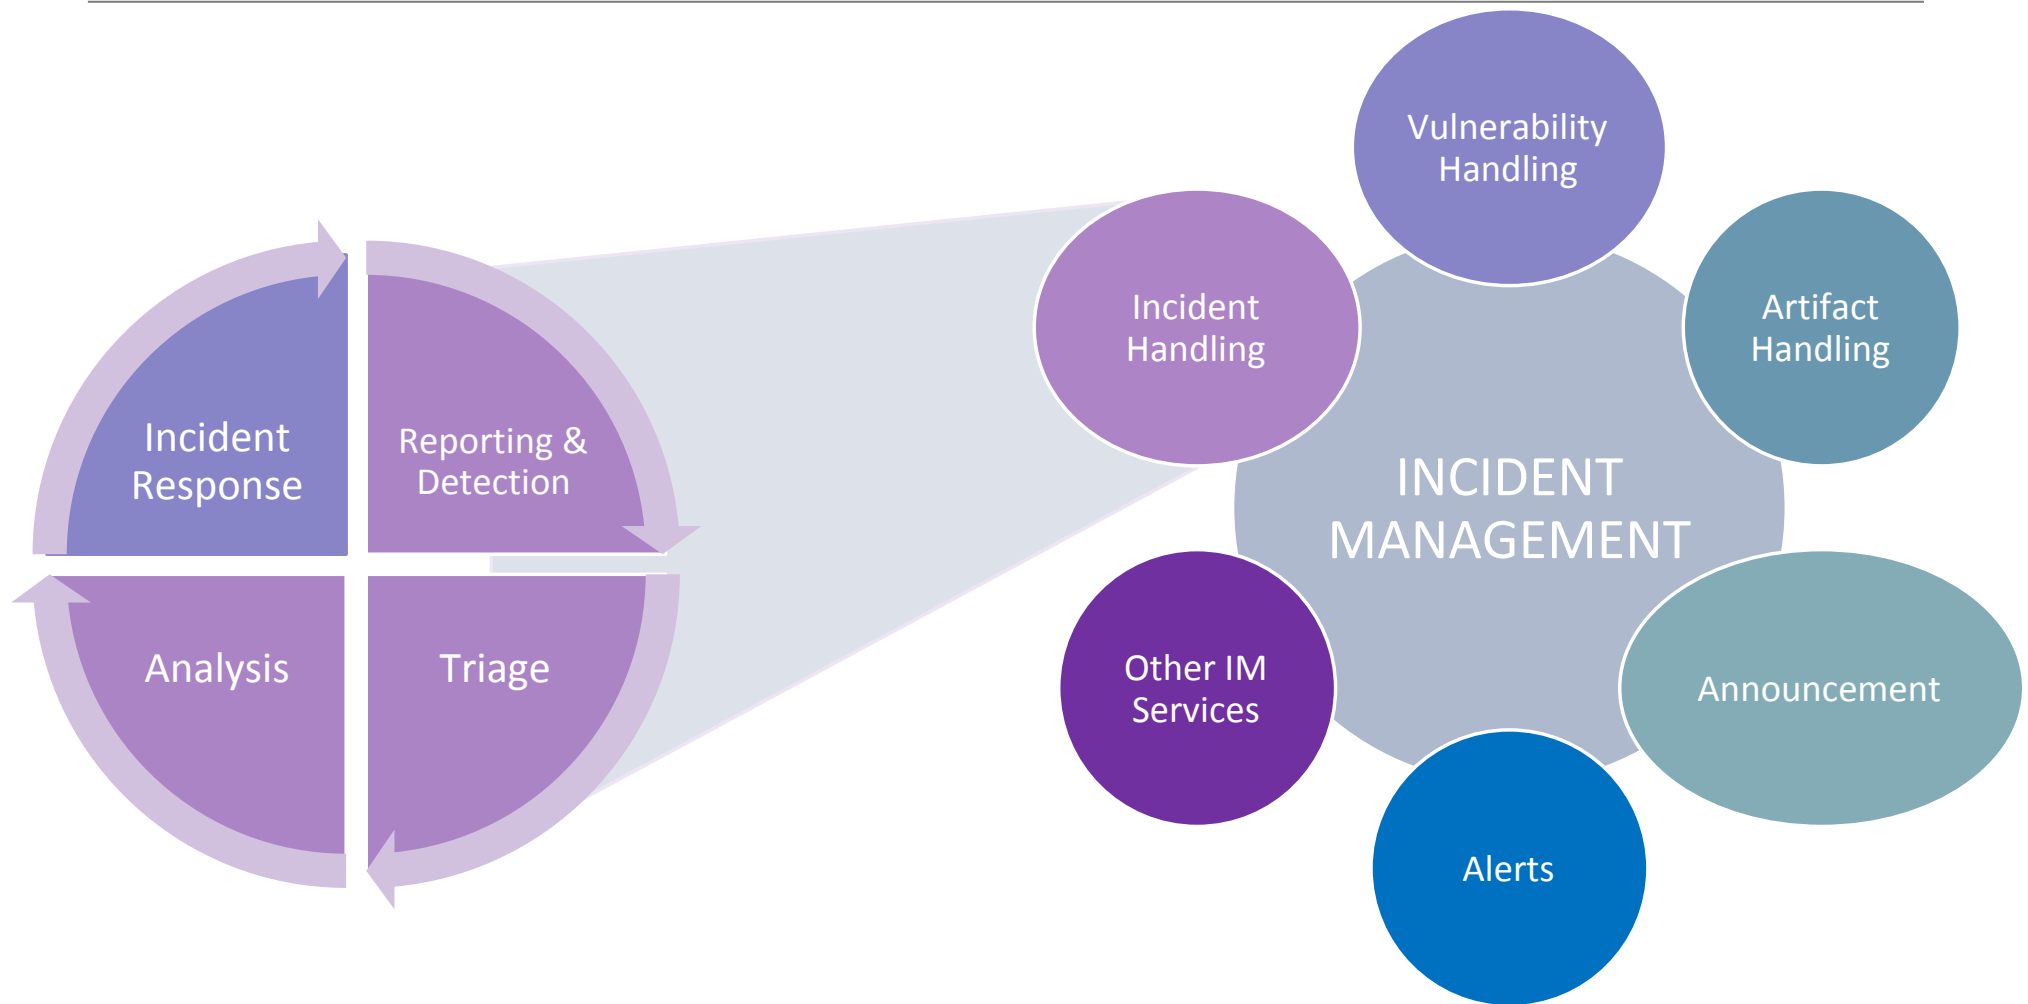 Incident
Response
Reporting &
Detection
Analysis
Triage
Vulnerability
Handling
Incident
Handling
Artifact
Handling
INCIDENT
MANAGEMENT
Other IM
Services
Announcement
Alerts